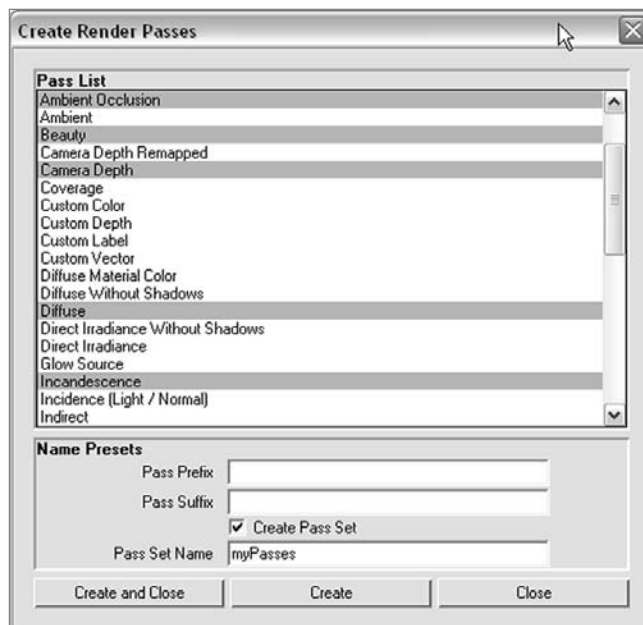 Create Render Passes
Pass List
Ambient Occlusion
Ambient
Beauty
Camera Depth Remapped
Camera Depth
Coverage
Custom Color
Custom Depth
Custom Label
Custom Vector
Diffuse Material Color
Diffuse Without Shadows
Diffuse
Direct Irradiance Without Shadows
Direct Irradiance
Glow Source
Incandescence
Incidence (Light / Normal)
Indirect
Name Presets
Pass Prefix
Pass Suffix
Create Pass Set
Pass Set Name myPasses
Create and Close Create Close